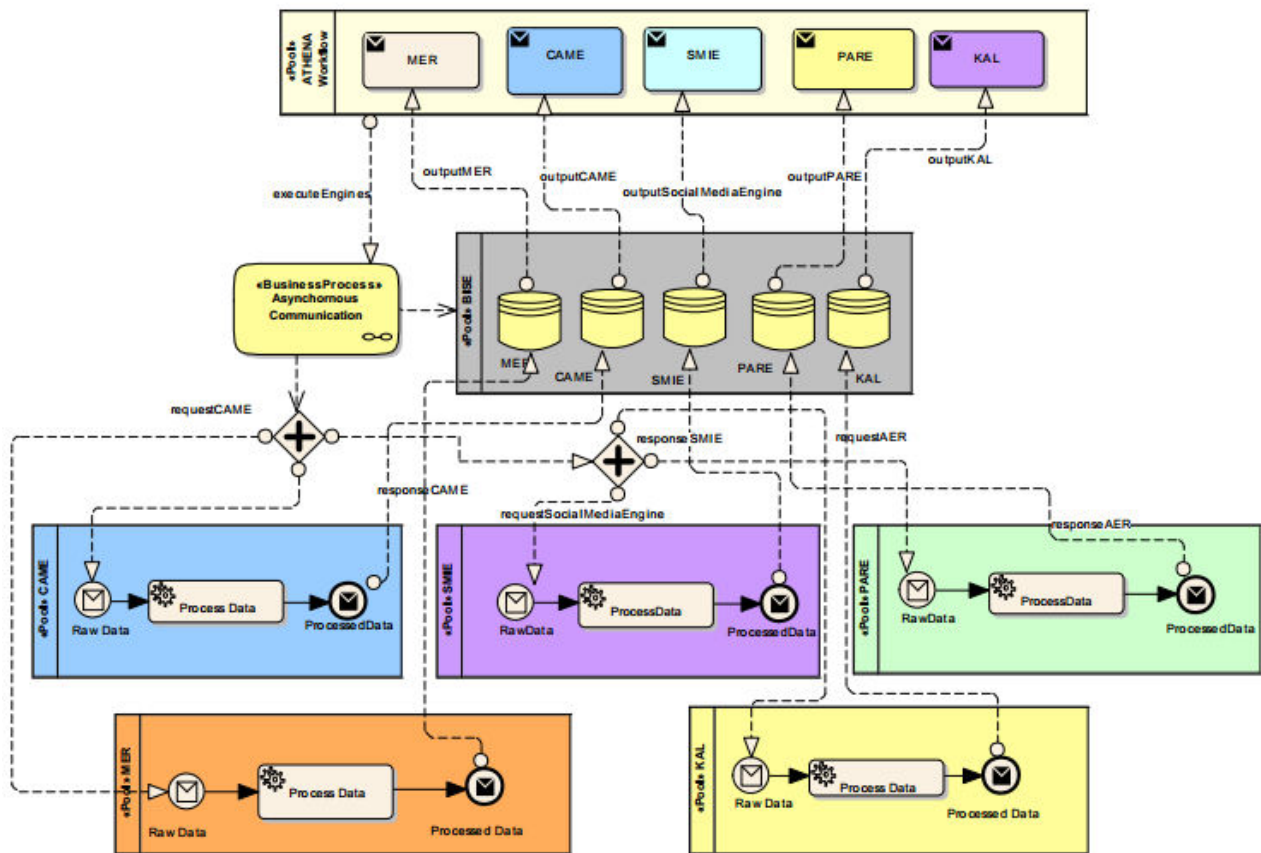 «Pool» ATHENA
Workflow
MER
CAME
SMIE
PARE
KAL
outputMER
outputCAME
outputSocialMediaEngine
outputPARE
outputKAL
executeEngines
«BusinessProcess»
Asynchornous
Communication
«Pool» BIISE
MER
CAME
SMIE
PARE
KAL
requestCAME
responseSMIE
requestAER
responseCAME
requestSocialMediaEngine
responseAER
«Pool» CAME
Raw Data
Process Data
ProcessedData
«Pool» SMIE
RawData
ProcessData
ProcessedData
«Pool» PARE
RawData
ProcessData
ProcessedData
«Pool» MER
Raw Data
Process Data
Processed Data
«Pool» KAL
Raw Data
Process Data
Processed Data